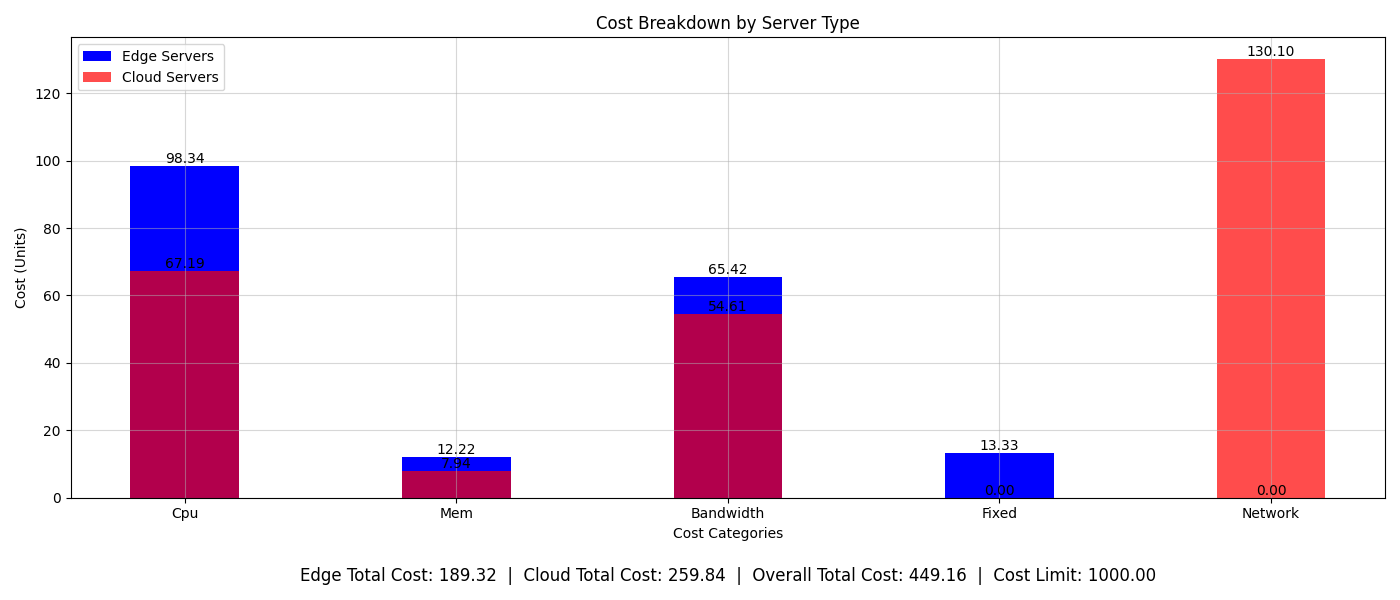 Cost Breakdown by Server Type
Edge Servers
Cloud Servers
Cost (Units)
120
100
80
60
40
20
0
98.34
67.19
12.22
7.94
65.42
54.61
13.33
0.00
130.10
0.00
Cpu
Mem
Bandwidth
Fixed
Network
Cost Categories
Edge Total Cost: 189.32 | Cloud Total Cost: 259.84 | Overall Total Cost: 449.16 | Cost Limit: 1000.00